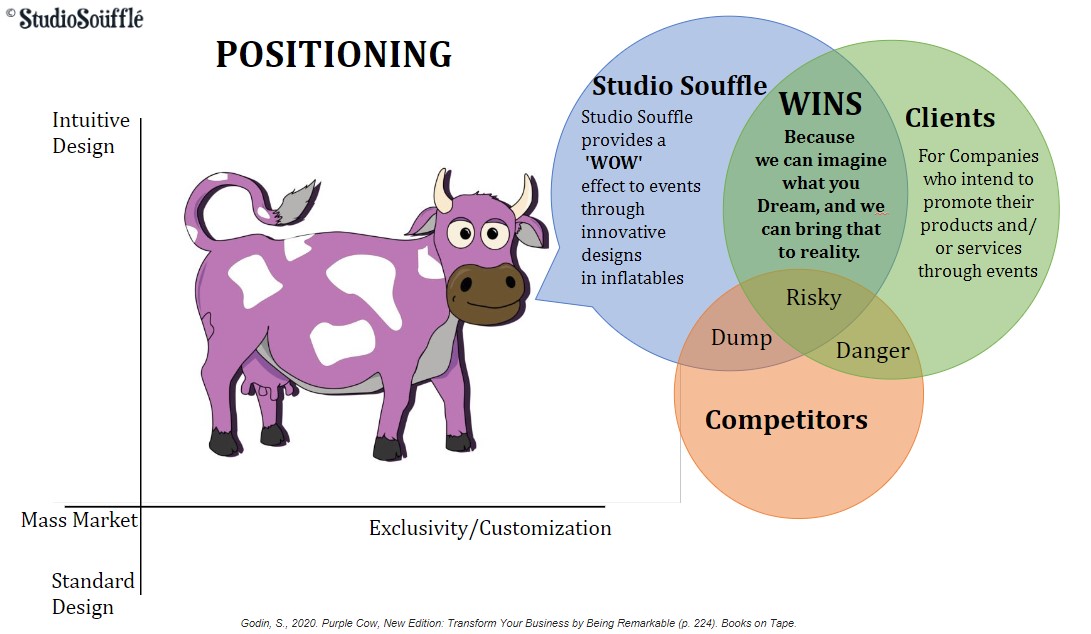 © StudioSoüfflé
POSITIONING
Intuitive
Design
Mass Market
Exclusivity/Customization
Standard
Design
Studio Souffle
Studio Souffle
provides a
'WOW'
effect to events
through
innovative
designs
in inflatables
WINS
Because
we can imagine
what you
Dream, and we
can bring that
to reality.
Clients
For Companies
who intend to
promote their
products and/
or services
through events
Risky
Dump
Danger
Competitors
Godin, S., 2020. Purple Cow, New Edition: Transform Your Business by Being Remarkable (p. 224). Books on Tape.